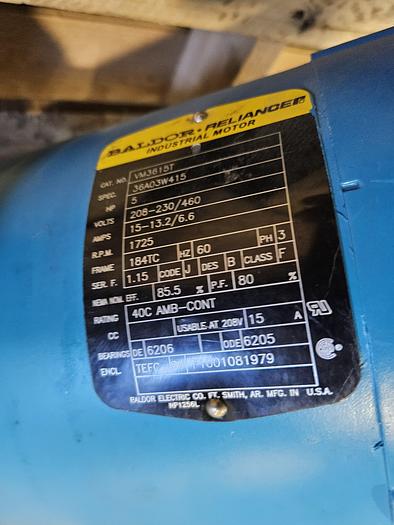 BALDOR • RELIANCER
INDUSTRIAL MOTOR
CAT. NO. VM3615T
SPEC. 36A03W415
HP 5
VOLTS 208-230/460
AMPS 15-13.2/6.6
R.P.M. 1725
FRAME 184TC HZ 60 PH 3
SER. F. 1.15 CODE J DES B CLASS F
NEMA NOM. EFF. 85.5 % P.F. 80 %
RATING 40C AMB-CONT
CC USABLE AT 208V 15 A
BEARINGS DE 6206 ODE 6205
ENCL. TEFC 1001081979
BALDOR ELECTRIC CO. FT. SMITH, AR. MFG. IN U.S.A.
NP1256L